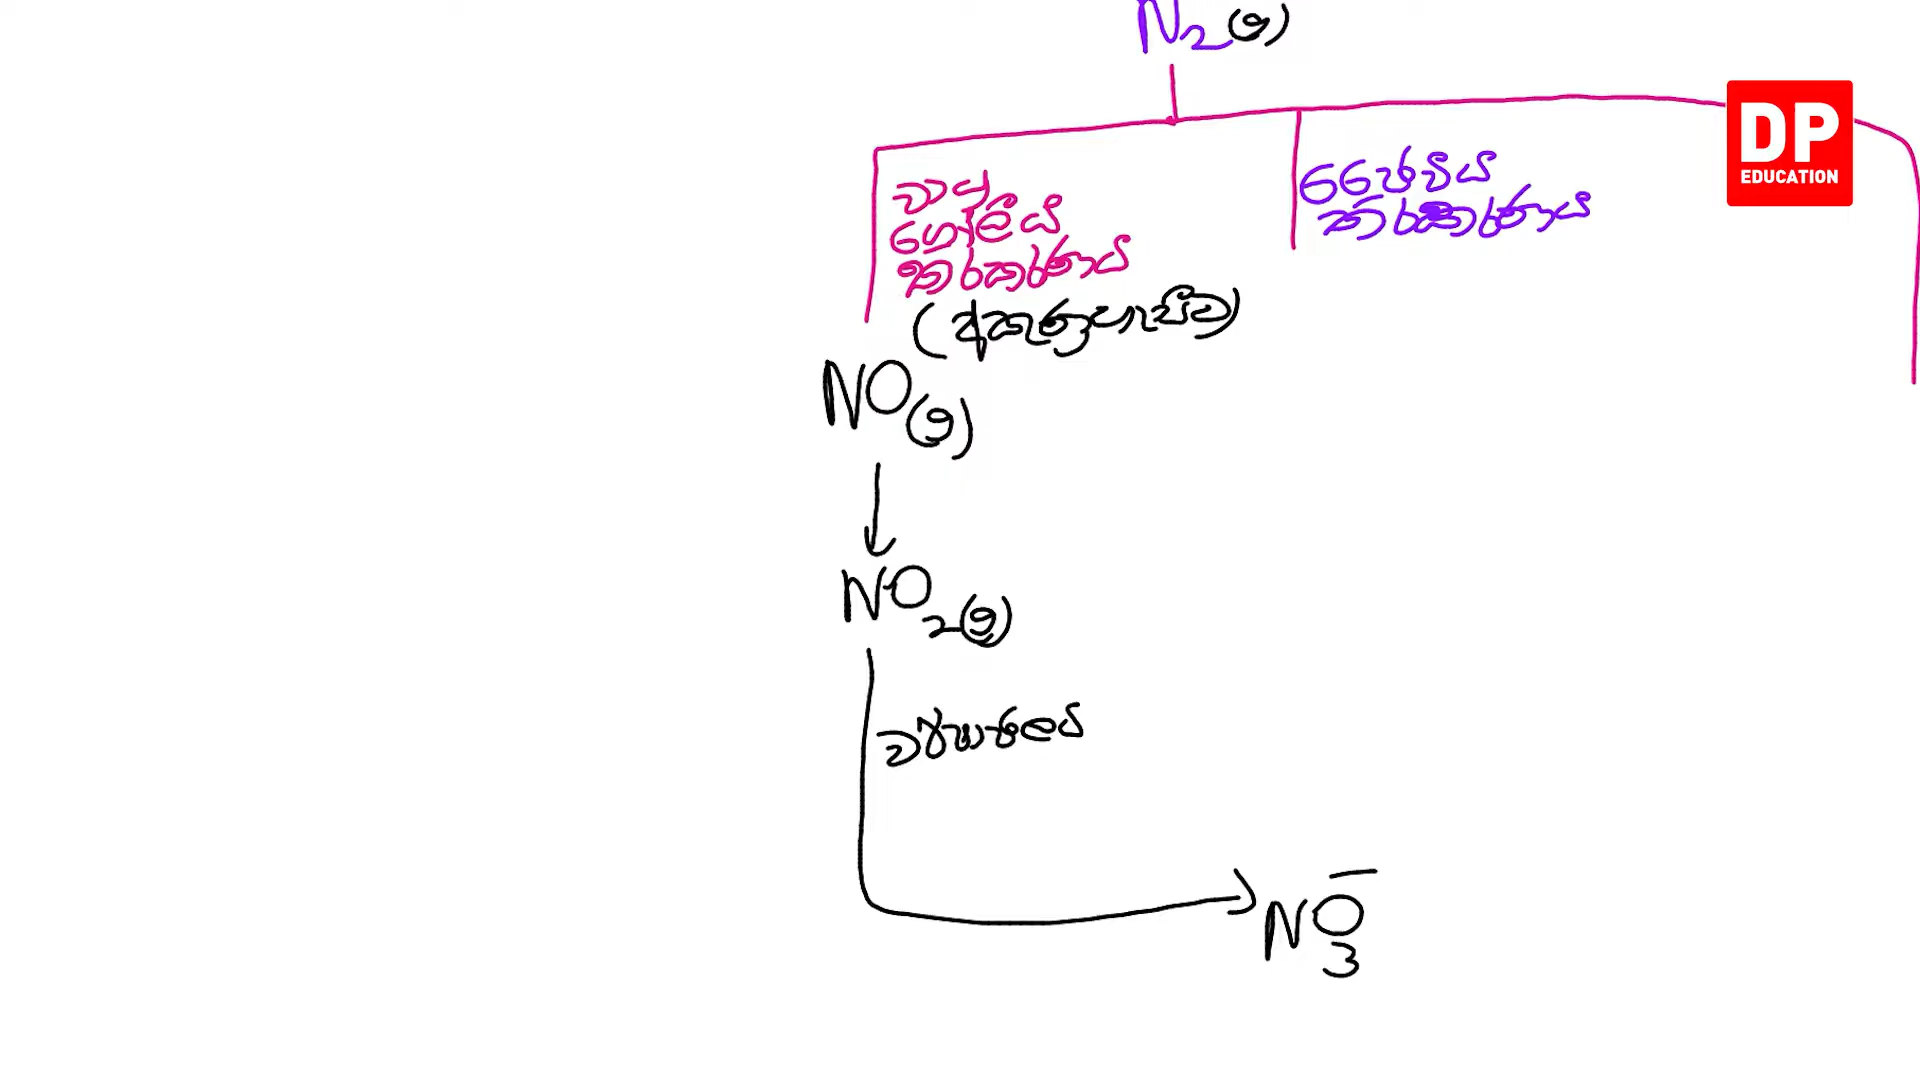 N₂(ව)
DP
EDUCATION
වායු
ගෝලීය
තිරකරණය
(අකුණු ගැසීම)
ජෛවීය
තිරකරණය
NO(g)
NO₂(g)
වර්ෂාජලය
NO₃⁻